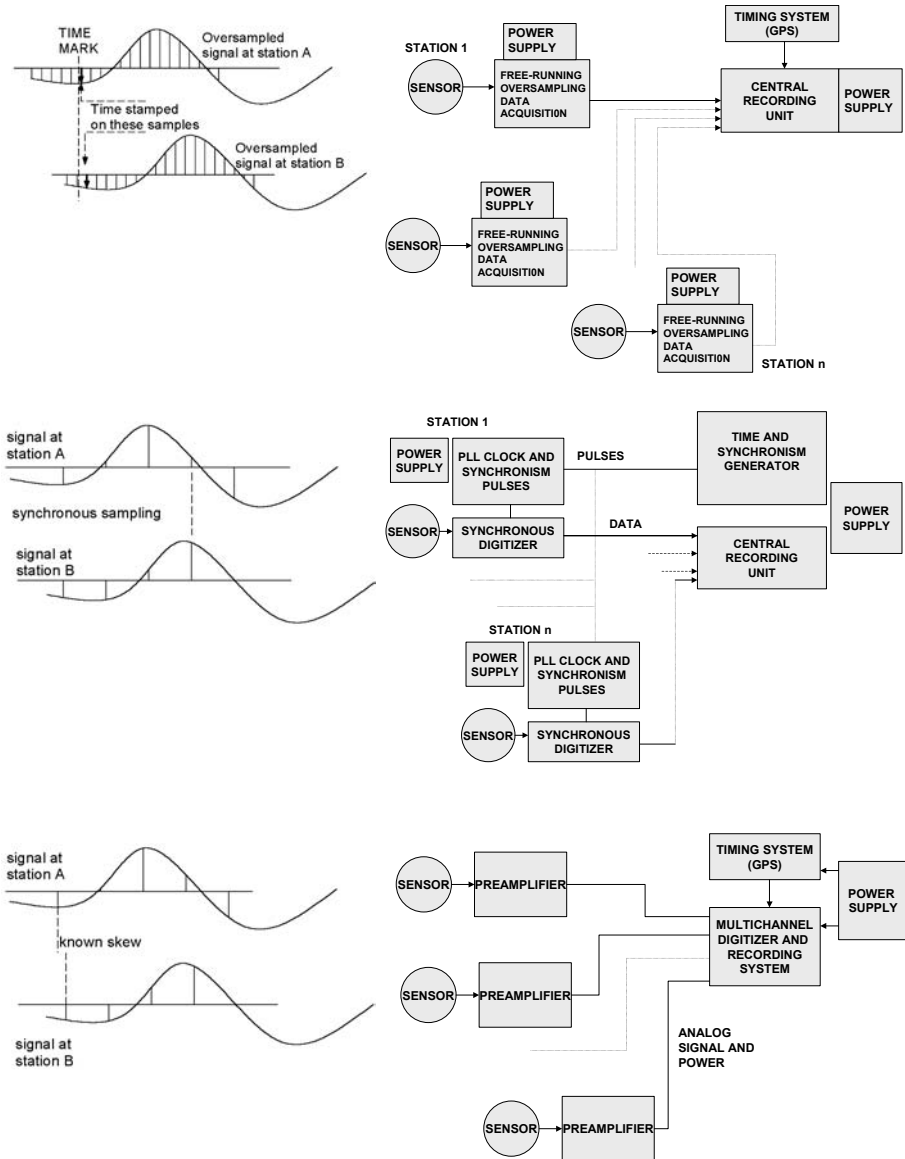 TIME
MARK
Oversampled
signal at station A
Time stamped
on these samples
Oversampled
signal at station B
STATION 1
POWER
SUPPLY
SENSOR
FREE-RUNNING
OVERSAMPLING
DATA
ACQUISITI0N
TIMING SYSTEM
(GPS)
CENTRAL
RECORDING
UNIT
POWER
SUPPLY
POWER
SUPPLY
SENSOR
FREE-RUNNING
OVERSAMPLING
DATA
ACQUISITI0N
POWER
SUPPLY
SENSOR
FREE-RUNNING
OVERSAMPLING
DATA
ACQUISITI0N
STATION n
signal at
station A
synchronous sampling
signal at
station B
STATION 1
POWER
SUPPLY
PLL CLOCK AND
SYNCHRONISM
PULSES
PULSES
TIME AND
SYNCHRONISM
GENERATOR
SENSOR
SYNCHRONOUS
DIGITIZER
DATA
CENTRAL
RECORDING
UNIT
POWER
SUPPLY
STATION n
POWER
SUPPLY
PLL CLOCK AND
SYNCHRONISM
PULSES
SENSOR
SYNCHRONOUS
DIGITIZER
signal at
station A
known skew
signal at
station B
SENSOR
PREAMPLIFIER
TIMING SYSTEM
(GPS)
POWER
SUPPLY
MULTICHANNEL
DIGITIZER AND
RECORDING
SYSTEM
SENSOR
PREAMPLIFIER
ANALOG
SIGNAL AND
POWER
SENSOR
PREAMPLIFIER